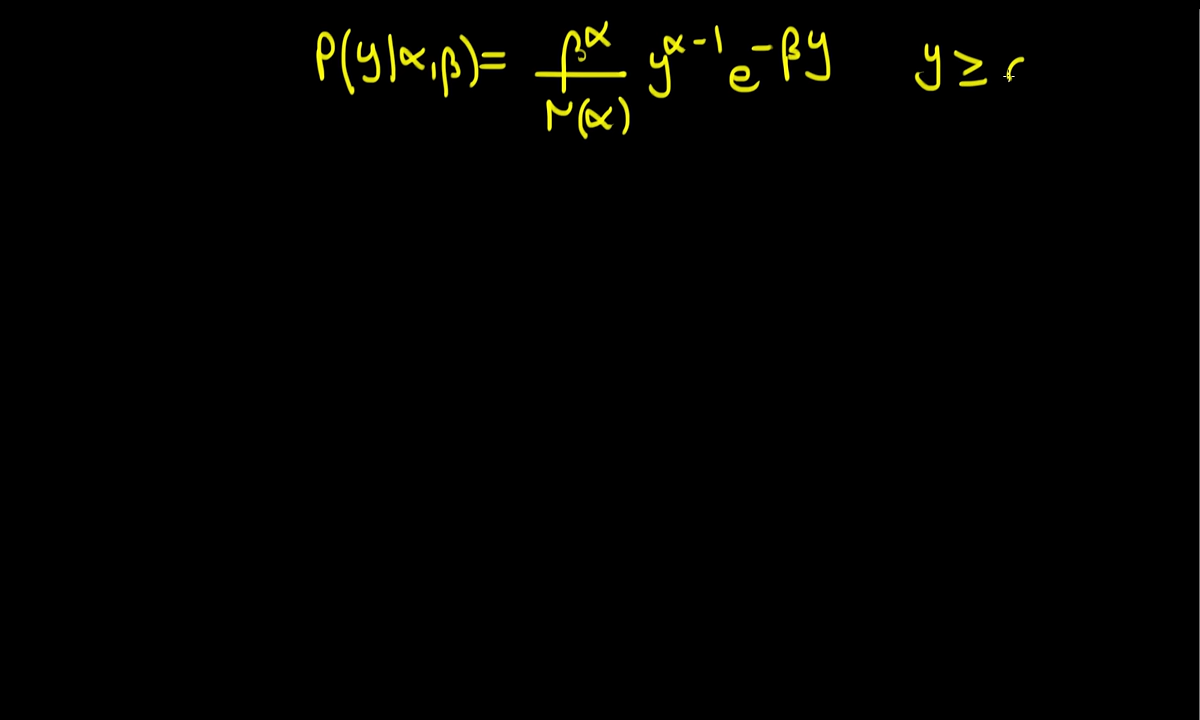 P(y|α,β) = β^α / Γ(α) y^(α-1) e^(-βy) y ≥